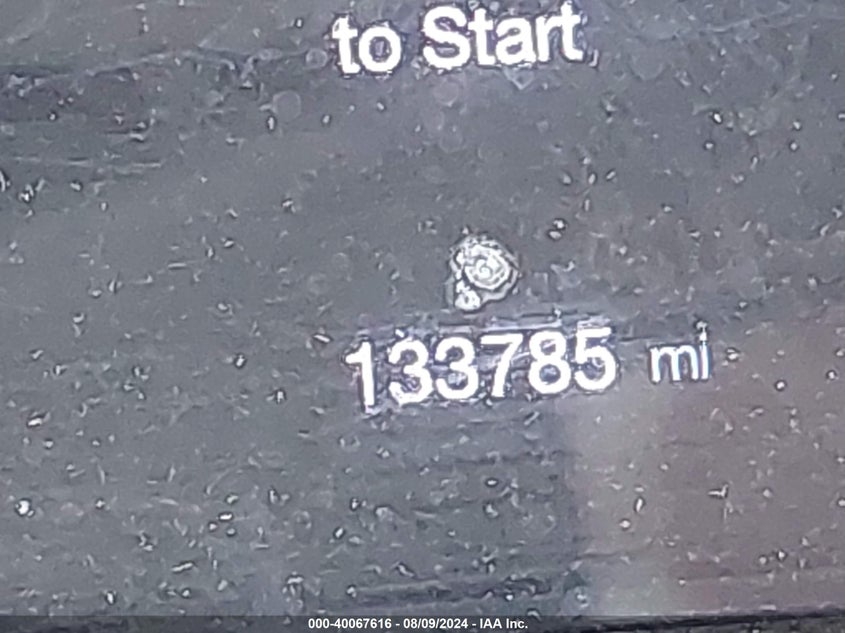 to Start
133785 mi
000-40067616 - 08/09/2024 - IAA Inc.